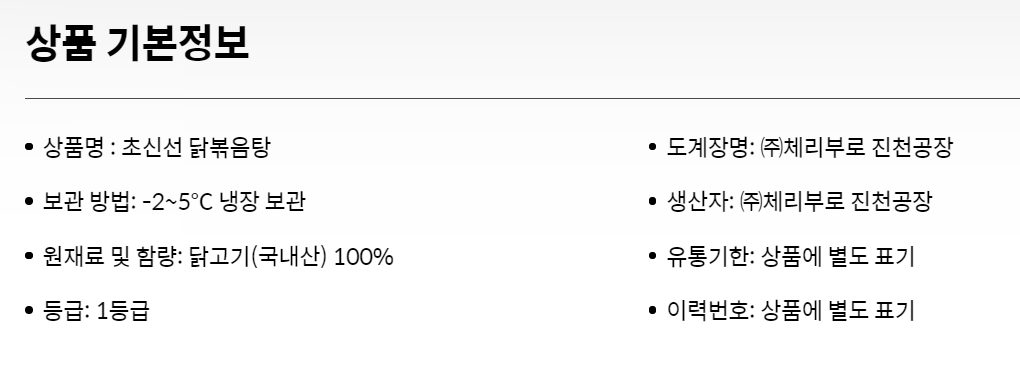 상품 기본정보
• 상품명 : 초신선 닭볶음탕
• 보관 방법: -2~5°C 냉장 보관
• 원재료 및 함량: 닭고기(국내산) 100%
• 등급: 1등급
• 도계장명: ㈜체리부로 진천공장
• 생산자: ㈜체리부로 진천공장
• 유통기한: 상품에 별도 표기
• 이력번호: 상품에 별도 표기